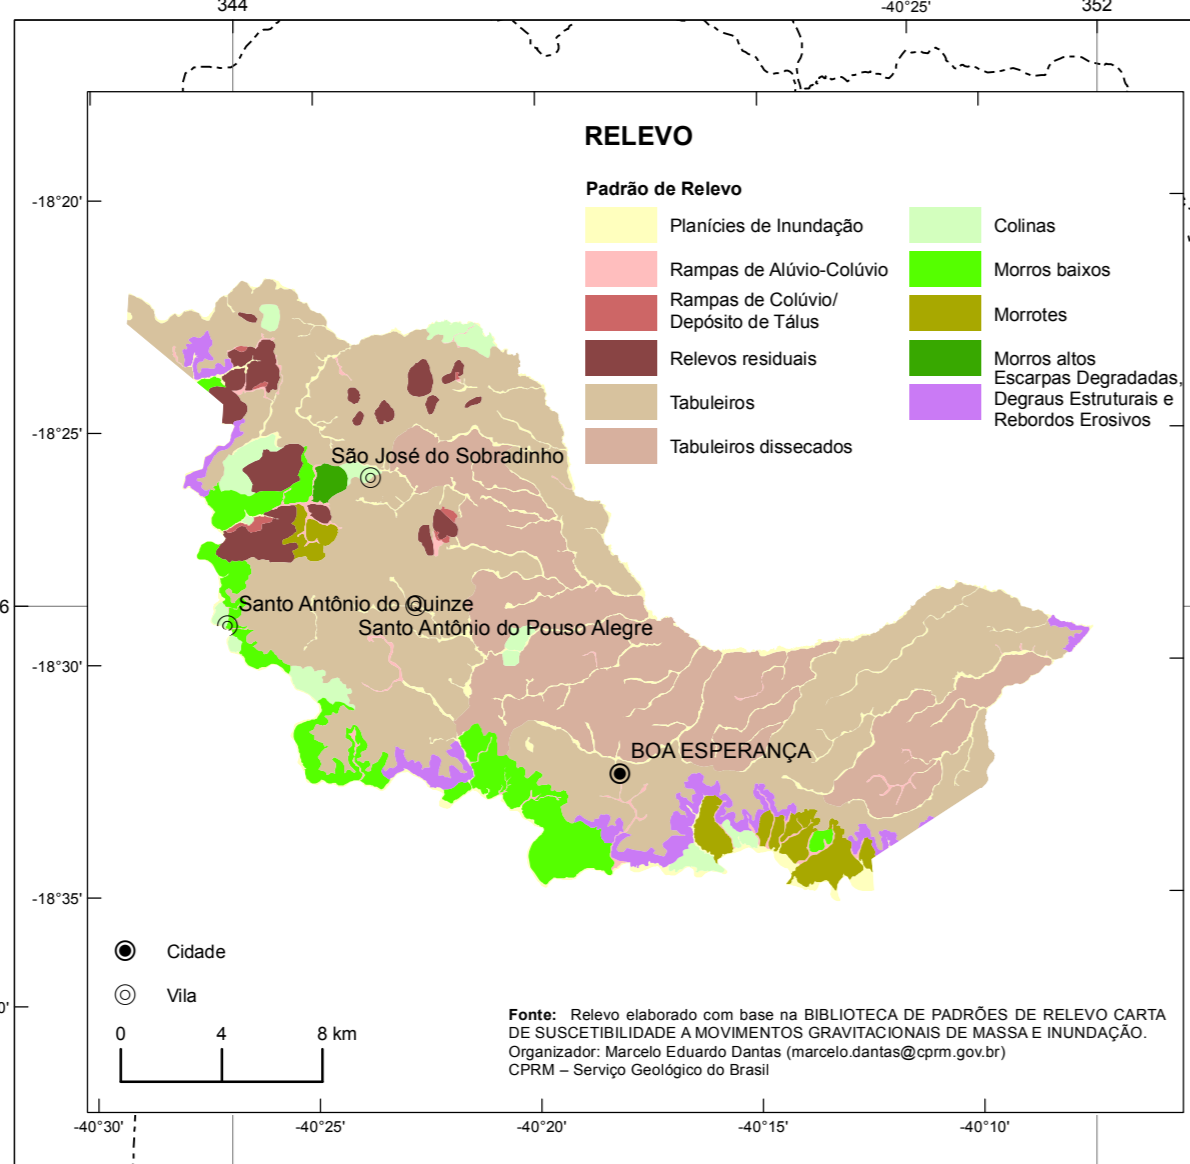 344
-40°25'
352
RELEVO
Padrão de Relevo
Planícies de Inundação
Rampas de Alúvio-Colúvio
Rampas de Colúvio/
Depósito de Tálus
Relevos residuais
Tabuleiros
Tabuleiros dissecados
Colinas
Morros baixos
Morrotes
Morros altos
Escarpas Degradadas,
Degraus Estruturais e
Rebordos Erosivos
-18°20'
-18°25'
São José do Sobradinho
6
Santo Antônio do Quinze
Santo Antônio do Pouso Alegre
-18°30'
BOA ESPERANÇA
-18°35'
Cidade
Vila
0'
0 4 8 km
Fonte: Relevo elaborado com base na BIBLIOTECA DE PADRÕES DE RELEVO CARTA
DE SUSCETIBILIDADE A MOVIMENTOS GRAVITACIONAIS DE MASSA E INUNDAÇÃO.
Organizador: Marcelo Eduardo Dantas (marcelo.dantas@cprm.gov.br)
CPRM – Serviço Geológico do Brasil
-40°30'
-40°25'
-40°20'
-40°15'
-40°10'